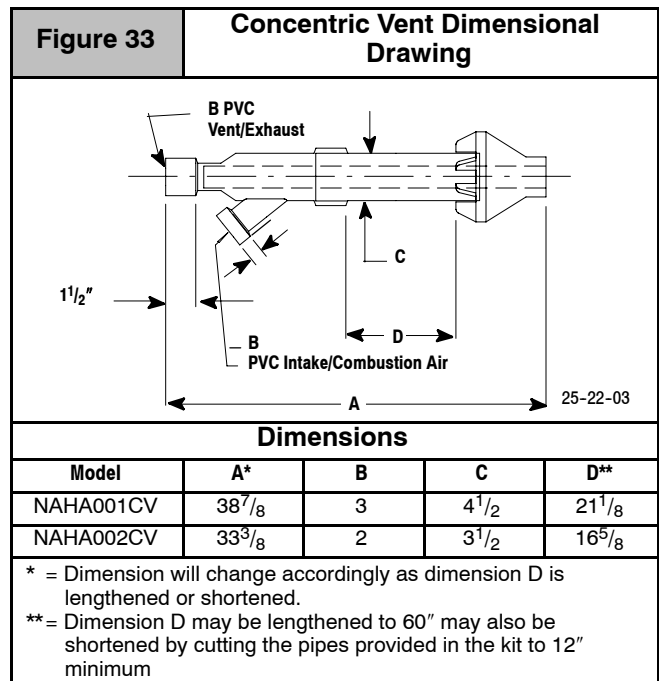 Figure 33
Concentric Vent Dimensional
Drawing
B PVC
Vent/Exhaust
C
1 1/2″
D
B
PVC Intake/Combustion Air
A
25-22-03
Dimensions
Model A* B C D**
NAHA001CV 38 7/8 3 4 1/2 21 1/8
NAHA002CV 33 3/8 2 3 1/2 16 5/8
* = Dimension will change accordingly as dimension D is
lengthened or shortened.
**= Dimension D may be lengthened to 60″ may also be
shortened by cutting the pipes provided in the kit to 12″
minimum